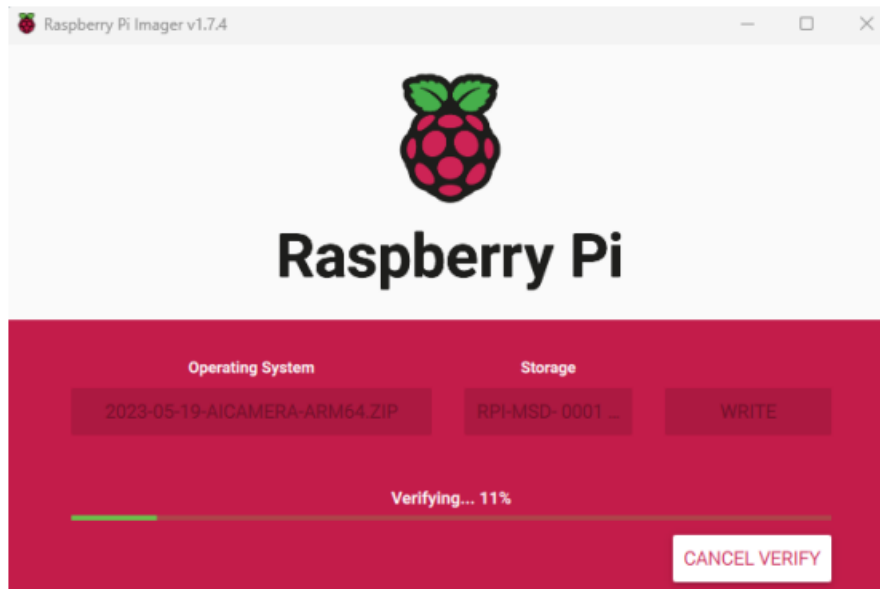 Raspberry Pi Imager v1.7.4
Raspberry Pi
Operating System
Storage
2023-05-19-AICAMERA-ARM64.ZIP
RPI-MSD- 0001 ...
WRITE
Verifying... 11%
CANCEL VERIFY